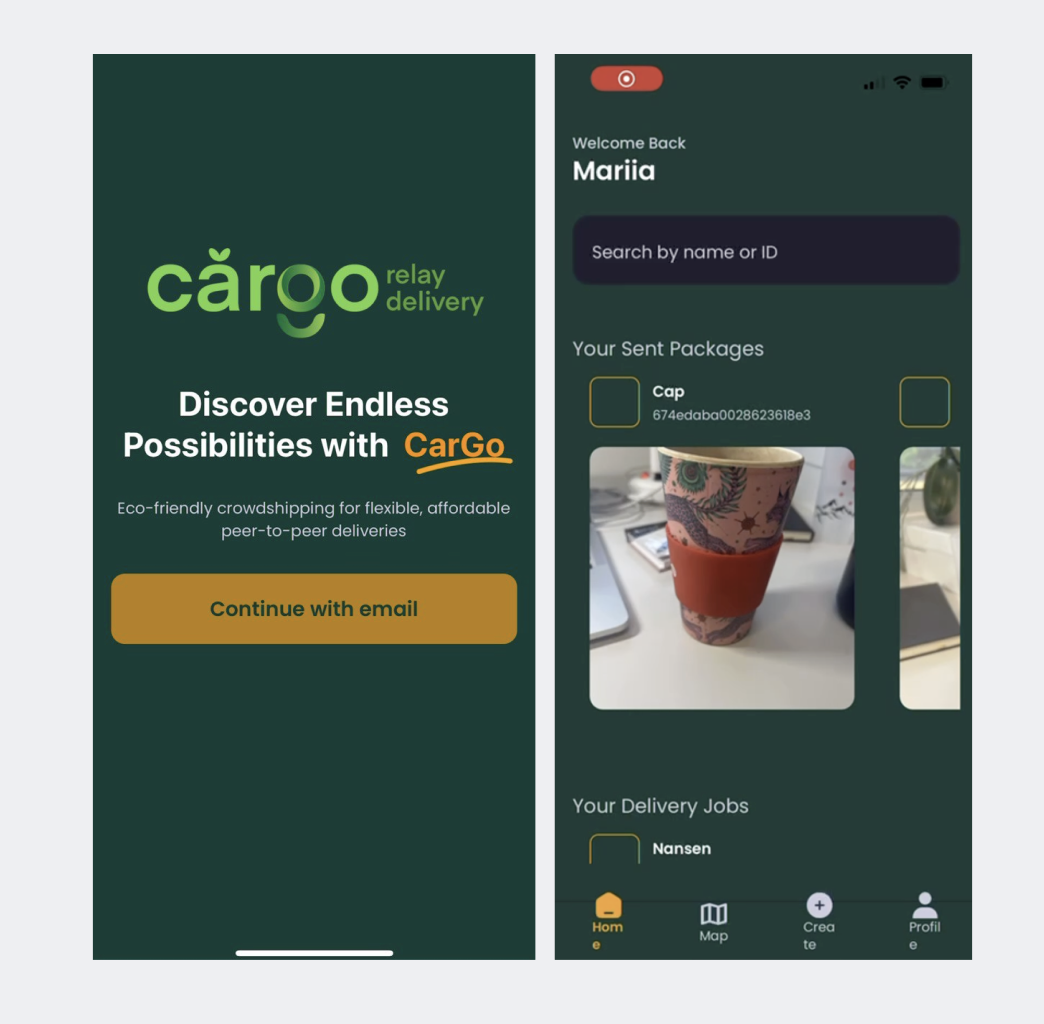 cărgo relay
delivery
Discover Endless
Possibilities with CarGo
Eco-friendly crowdshipping for flexible, affordable
peer-to-peer deliveries
Continue with email
Welcome Back
Mariia
Search by name or ID
Your Sent Packages
Cap
674edaba0028623618e3
Your Delivery Jobs
Nansen
Hom
e
Map
Crea
te
Profil
e